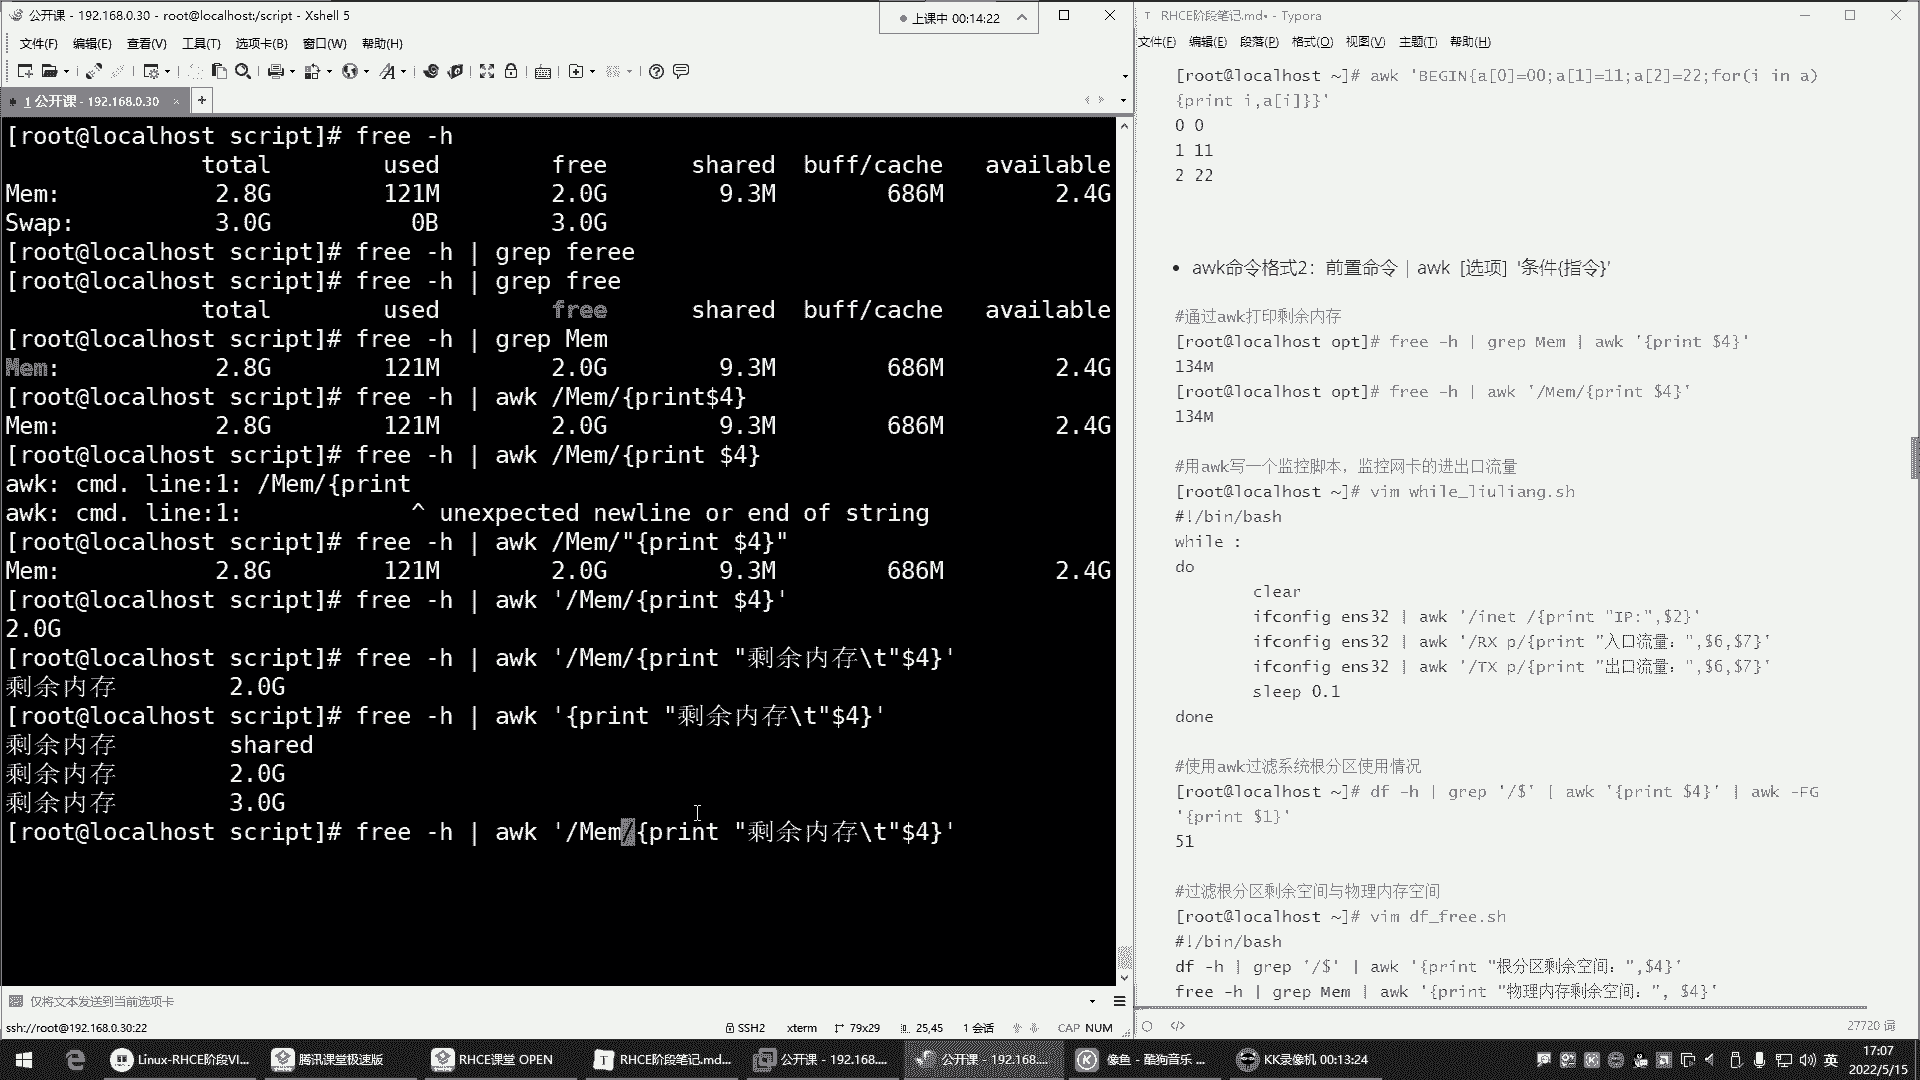 公开课 - 192.168.0.30 - root@localhost:/script - Xshell 5
上课中 00:14:22
文件(F) 编辑(E) 查看(V) 工具(T) 选项卡(B) 窗口(W) 帮助(H)
1 公开课 - 192.168.0.30 × +
[root@localhost script]# free -h
total used free shared buff/cache available
Mem: 2.8G 121M 2.0G 9.3M 686M 2.4G
Swap: 3.0G 0B 3.0G
[root@localhost script]# free -h | grep feree
[root@localhost script]# free -h | grep free
total used free shared buff/cache available
[root@localhost script]# free -h | grep Mem
Mem: 2.8G 121M 2.0G 9.3M 686M 2.4G
[root@localhost script]# free -h | awk /Mem/{print$4}
Mem: 2.8G 121M 2.0G 9.3M 686M 2.4G
[root@localhost script]# free -h | awk /Mem/{print $4}
awk: cmd. line:1: /Mem/{print
awk: cmd. line:1: ^ unexpected newline or end of string
[root@localhost script]# free -h | awk /Mem/"{print $4}"
Mem: 2.8G 121M 2.0G 9.3M 686M 2.4G
[root@localhost script]# free -h | awk '/Mem/{print $4}'
2.0G
[root@localhost script]# free -h | awk '/Mem/{print "剩余内存\t"$4}'
剩余内存 2.0G
[root@localhost script]# free -h | awk '{print "剩余内存\t"$4}'
剩余内存 shared
剩余内存 2.0G
剩余内存 3.0G
[root@localhost script]# free -h | awk '/Mem/{print "剩余内存\t"$4}'
仅将文本发送到当前选项卡
ssh://root@192.168.0.30:22 SSH2 xterm 79x29 25,45 1 会话 CAP NUM
RHCE阶段笔记.md• - Typora
文件(F) 编辑(E) 段落(P) 格式(O) 视图(V) 主题(T) 帮助(H)
[root@localhost ~]# awk 'BEGIN{a[0]=00;a[1]=11;a[2]=22;for(i in a)
{print i,a[i]}}'
0 0
1 11
2 22
• awk命令格式2：前置命令 | awk [选项] '条件{指令}'
#通过awk打印剩余内存
[root@localhost opt]# free -h | grep Mem | awk '{print $4}'
134M
[root@localhost opt]# free -h | awk '/Mem/{print $4}'
134M
#用awk写一个监控脚本，监控网卡的进出口流量
[root@localhost ~]# vim while_liuliang.sh
#!/bin/bash
while :
do
clear
ifconfig ens32 | awk '/inet /{print "IP:",$2}'
ifconfig ens32 | awk '/RX p/{print "入口流量：",$6,$7}'
ifconfig ens32 | awk '/TX p/{print "出口流量：",$6,$7}'
sleep 0.1
done
#使用awk过滤系统根分区使用情况
[root@localhost ~]# df -h | grep '/$' | awk '{print $4}' | awk -FG
'{print $1}'
51
#过滤根分区剩余空间与物理内存空间
[root@localhost ~]# vim df_free.sh
#!/bin/bash
df -h | grep '/$' | awk '{print "根分区剩余空间：",$4}'
free -h | grep Mem | awk '{print "物理内存剩余空间：", $4}'
</> 27720 词
Linux-RHCE阶段VI... 腾讯课堂极速版 RHCE课堂 OPEN RHCE阶段笔记.md... 公开课 - 192.168.... 公开课 - 192.168.... 像鱼 - 酷狗音乐 ... KK录像机 00:13:24 英 17:07
2022/5/15